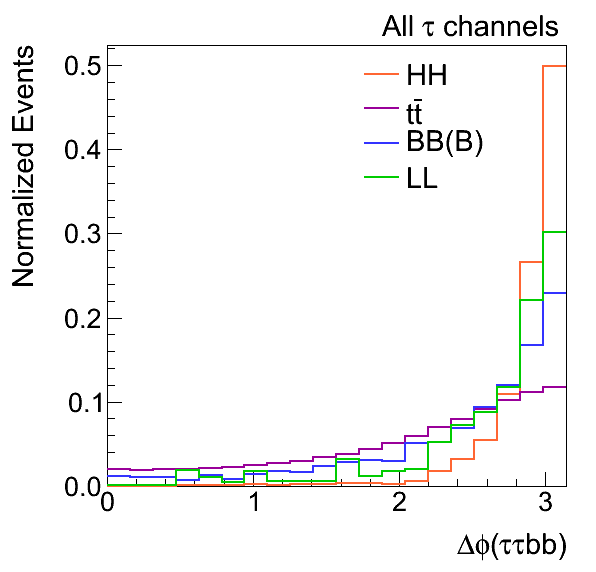 All τ channels
Normalized Events
0.5
0.4
0.3
0.2
0.1
0.0
HH
tt̄
BB(B)
LL
0 1 2 3
Δϕ(ττbb)